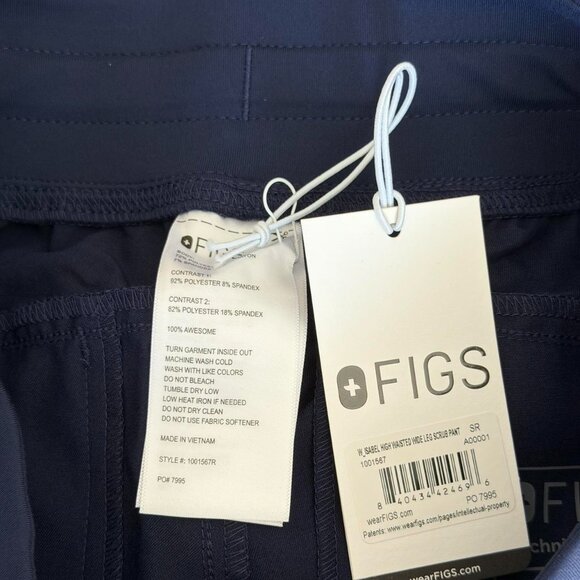 FIGS
CONTRAST 1:
92% POLYESTER 8% SPANDEX
CONTRAST 2:
82% POLYESTER 18% SPANDEX
100% AWESOME
TURN GARMENT INSIDE OUT
MACHINE WASH COLD
WASH WITH LIKE COLORS
DO NOT BLEACH
TUMBLE DRY LOW
LOW HEAT IRON IF NEEDED
DO NOT DRY CLEAN
DO NOT USE FABRIC SOFTENER
MADE IN VIETNAM
STYLE #: 1001567R
PO# 7995
FIGS
W_ISABEL HIGH WAISTED WIDE LEG SCRUB PANT SR
1001567 A00001
8 40434 42469 6
wearFIGS.com PO 7995
Patents: www.wearfigs.com/pages/intellectual-property
wearFIGS.com